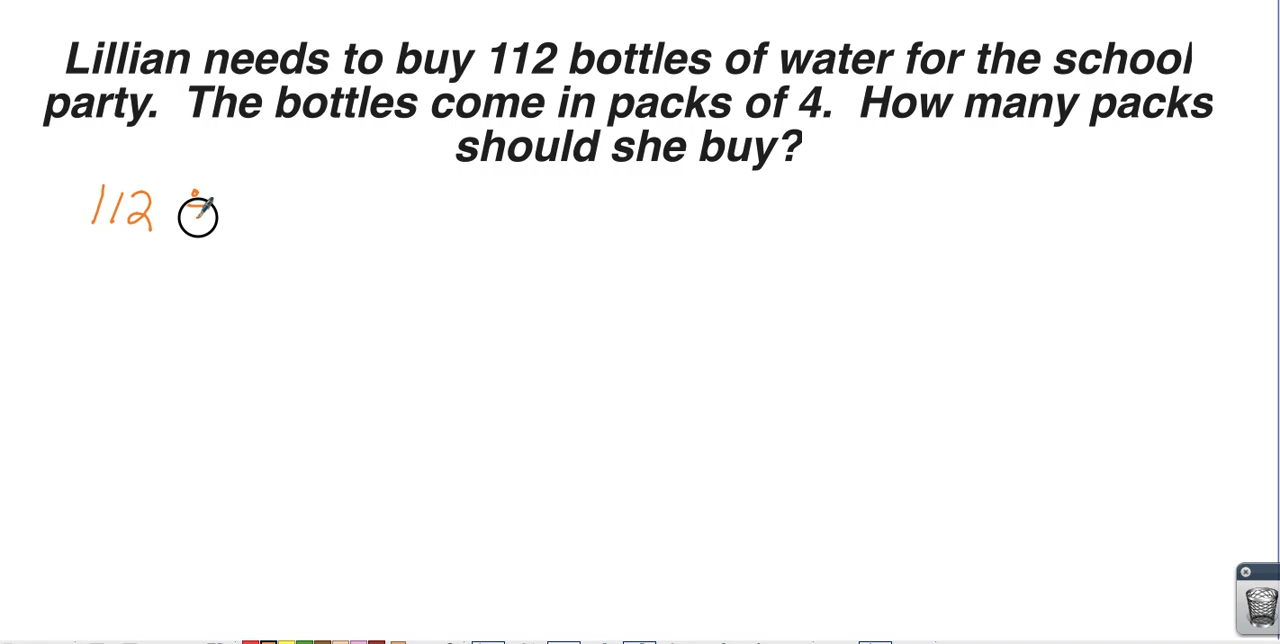 Lillian needs to buy 112 bottles of water for the school
party. The bottles come in packs of 4. How many packs
should she buy?
112 ÷